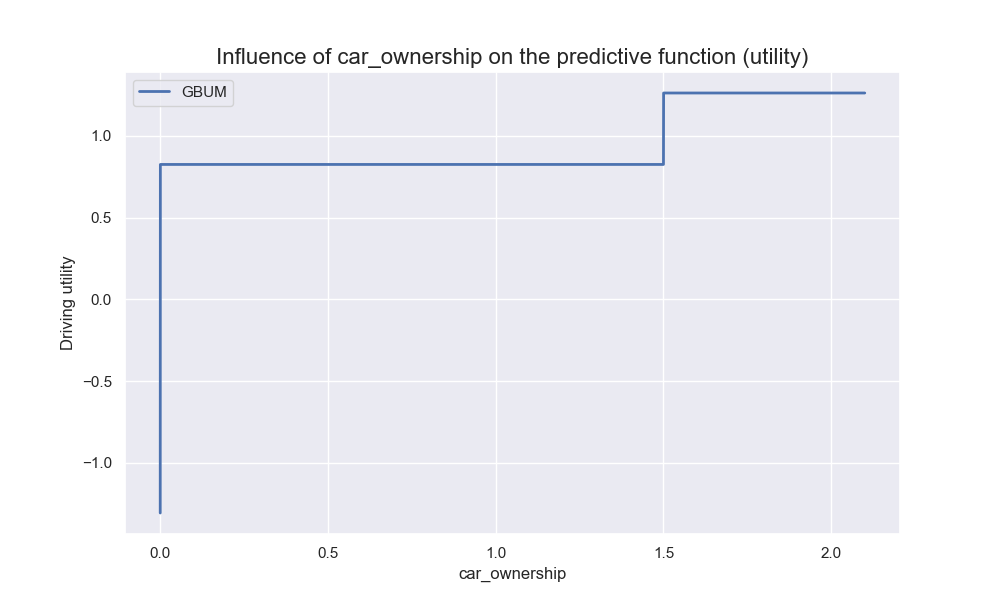 Influence of car_ownership on the predictive function (utility)
GBUM
1.0
0.5
0.0
−0.5
−1.0
Driving utility
0.0 0.5 1.0 1.5 2.0
car_ownership